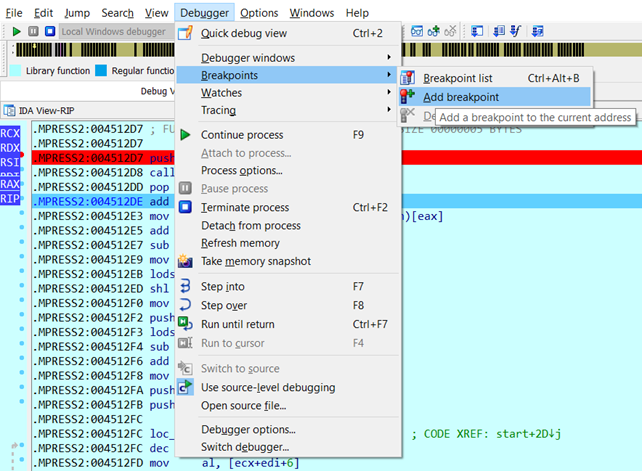 File Edit Jump Search View Debugger Options Windows Help
Local Windows debugger
Quick debug view Ctrl+2
Library function Regular function
Debugger windows
Breakpoints
Breakpoint list Ctrl+Alt+B
Debug V
Watches
Add breakpoint
IDA View-RIP
Tracing
De
Add a breakpoint to the current address
RCX .MPRESS2:004512D7 ; FU
SIZE 00000005 BYTES
RDX .MPRESS2:004512D7
Continue process F9
RSI .MPRESS2:004512D7 push
Attach to process...
.MPRESS2:004512D8 call
Process options...
RAX .MPRESS2:004512DD pop
Pause process
RIP .MPRESS2:004512DE add
Terminate process Ctrl+F2
.MPRESS2:004512E3 mov
)[eax]
.MPRESS2:004512E5 add
Detach from process
.MPRESS2:004512E7 sub
Refresh memory
.MPRESS2:004512E9 mov
Take memory snapshot
.MPRESS2:004512EB lods
.MPRESS2:004512ED shl
Step into F7
.MPRESS2:004512F0 mov
Step over F8
.MPRESS2:004512F2 push
Run until return Ctrl+F7
.MPRESS2:004512F3 lods
Run to cursor F4
.MPRESS2:004512F4 sub
.MPRESS2:004512F6 add
Switch to source
.MPRESS2:004512F8 mov
Use source-level debugging
.MPRESS2:004512FA push
Open source file...
.MPRESS2:004512FB push
.MPRESS2:004512FC
Debugger options...
.MPRESS2:004512FC loc_
; CODE XREF: start+2D↓j
.MPRESS2:004512FC dec
Switch debugger...
.MPRESS2:004512FD mov al, [ecx+edi+6]